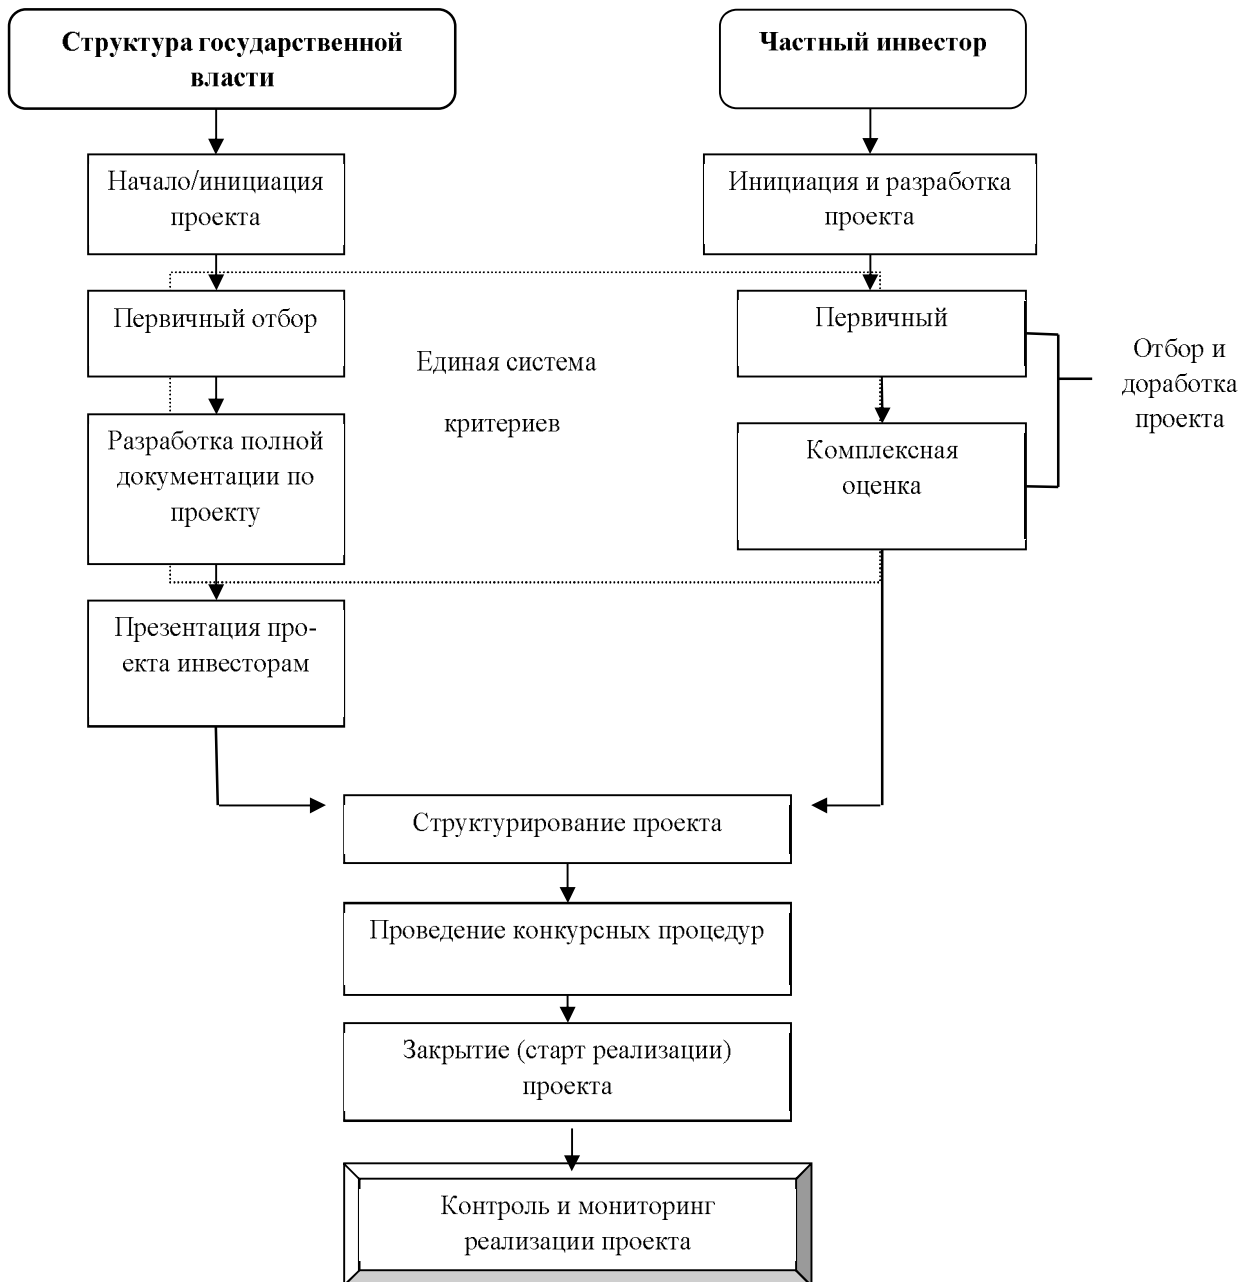 Структура государственной
власти
Частный инвестор
Начало/инициация
проекта
Инициация и разработка
проекта
Первичный отбор
Первичный
Единая система
критериев
Отбор и
доработка
проекта
Разработка полной
документации по
проекту
Комплексная
оценка
Презентация про-
екта инвесторам
Структурирование проекта
Проведение конкурсных процедур
Закрытие (старт реализации)
проекта
Контроль и мониторинг
реализации проекта